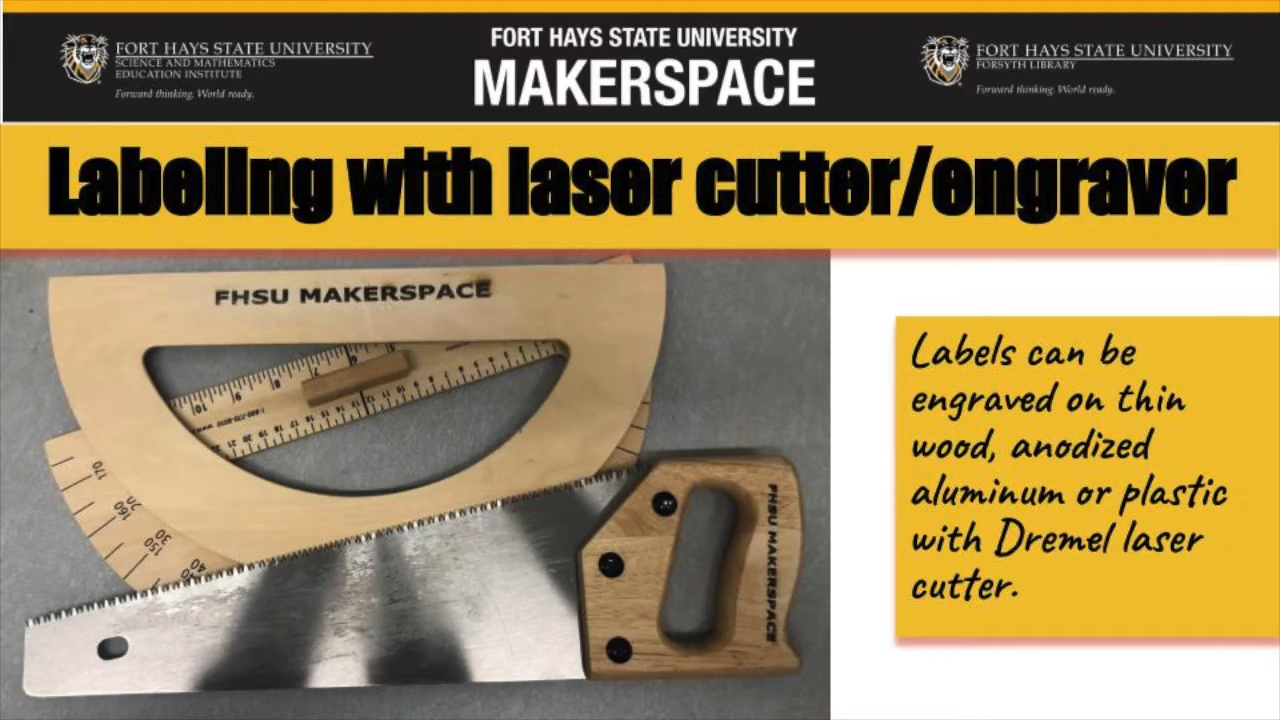 FORT HAYS STATE UNIVERSITY
SCIENCE AND MATHEMATICS
EDUCATION INSTITUTE
Forward thinking. World ready.
FORT HAYS STATE UNIVERSITY
MAKERSPACE
FORT HAYS STATE UNIVERSITY
FORSYTH LIBRARY
Forward thinking. World ready.
Labeling with laser cutter/engraver
FHSU MAKERSPACE
170
160
20
150
30
40
FHSU MAKERSPACE
Labels can be
engraved on thin
wood, anodized
aluminum or plastic
with Dremel laser
cutter.